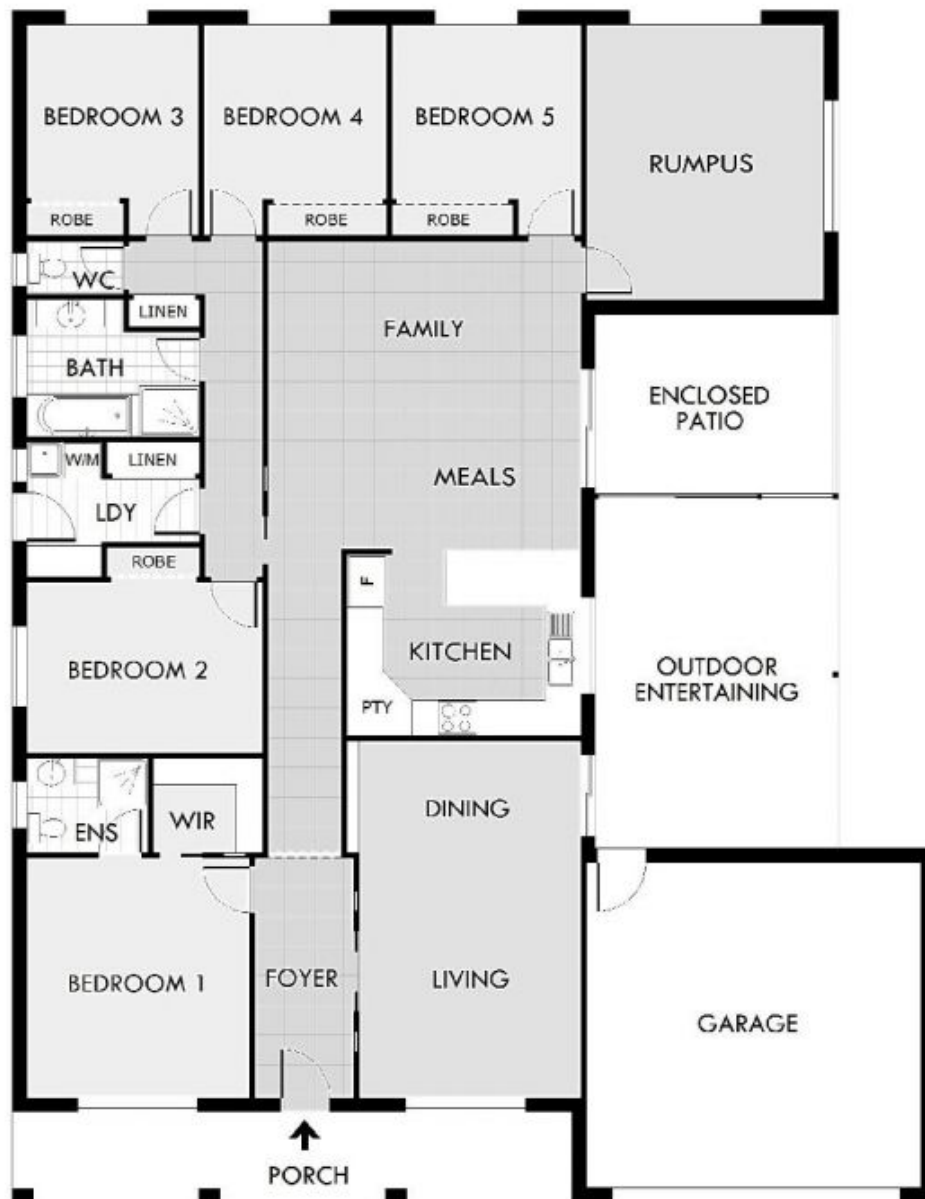 BEDROOM 3
BEDROOM 4
BEDROOM 5
RUMPUS
ROBE
ROBE
ROBE
WC
LINEN
FAMILY
BATH
ENCLOSED
PATIO
W/M
LINEN
MEALS
LDY
ROBE
F
BEDROOM 2
KITCHEN
OUTDOOR
ENTERTAINING
PTY
ENS
WIR
DINING
BEDROOM 1
FOYER
LIVING
GARAGE
PORCH